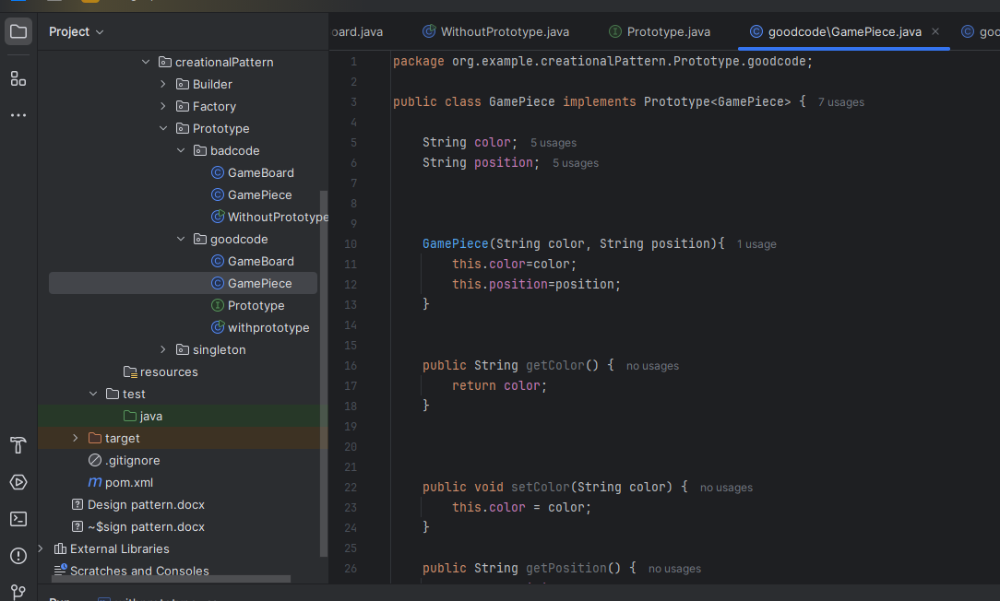 Project
oard.java
WithoutPrototype.java
Prototype.java
goodcode\GamePiece.java
goo
creationalPattern
Builder
Factory
Prototype
badcode
GameBoard
GamePiece
WithoutPrototype
goodcode
GameBoard
GamePiece
Prototype
withprototype
singleton
resources
test
java
target
.gitignore
pom.xml
Design pattern.docx
~$sign pattern.docx
External Libraries
Scratches and Consoles
1 package org.example.creationalPattern.Prototype.goodcode;
2
3 public class GamePiece implements Prototype<GamePiece> { 7 usages
4
5 String color; 5 usages
6 String position; 5 usages
7
8
9
10 GamePiece(String color, String position){ 1 usage
11 this.color=color;
12 this.position=position;
13 }
14
15
16 public String getColor() { no usages
17 return color;
18 }
19
20
21
22 public void setColor(String color) { no usages
23 this.color = color;
24 }
25
26 public String getPosition() { no usages